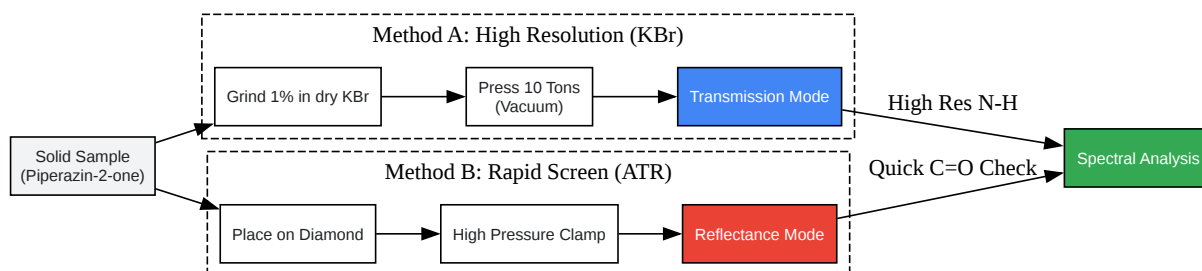 Method A: High Resolution (KBr)
Grind 1% in dry KBr
Press 10 Tons
(Vacuum)
Transmission Mode
High Res N-H
Solid Sample
(Piperazin-2-one)
Spectral Analysis
Method B: Rapid Screen (ATR)
Quick C=O Check
Place on Diamond
High Pressure Clamp
Reflectance Mode